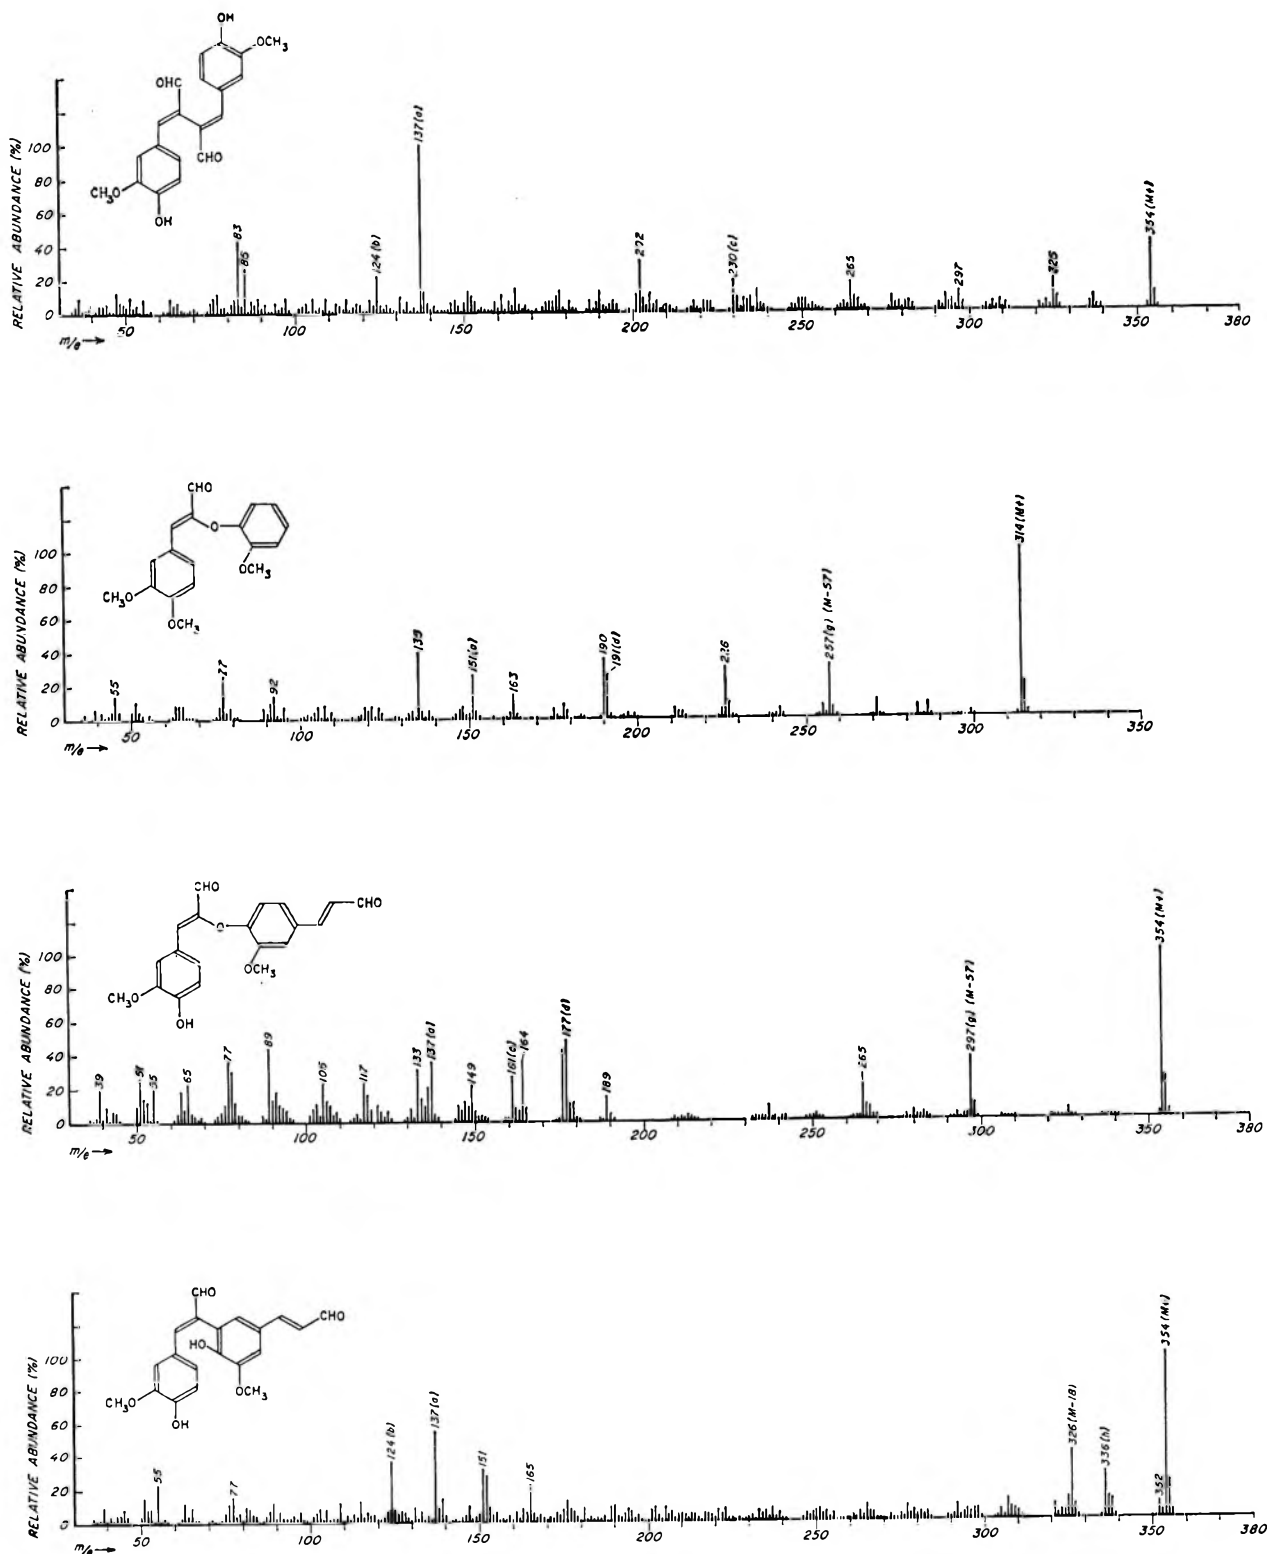 OH
OCH3
OHC
CHO
CH3O
OH
RELATIVE ABUNDANCE (%)
100
80
60
40
20
0
83
85
124(b)
137(a)
202
230(c)
265
297
325
354(M+)
50
100
150
200
250
300
350
380
m/e→
CHO
O
OCH3
CH3O
OCH3
RELATIVE ABUNDANCE (%)
100
80
60
40
20
0
55
77
92
135
151(a)
163
190
191(d)
226
257(g) (M-57)
314(M+)
50
100
150
200
250
300
350
m/e→
CHO
CHO
O
OCH3
CH3O
OH
RELATIVE ABUNDANCE (%)
100
80
60
40
20
0
39
51
55
65
77
89
105
117
133
137(a)
149
161(c)
164
177(d)
189
265
297(g) (M-57)
354(M+)
50
100
150
200
250
300
350
380
m/e→
CHO
CHO
HO
OCH3
CH3O
OH
RELATIVE ABUNDANCE (%)
100
80
60
40
20
0
55
77
124(b)
137(a)
151
165
326(M-18)
336(h)
352
354(M+)
50
100
150
200
250
300
350
380
m/e→